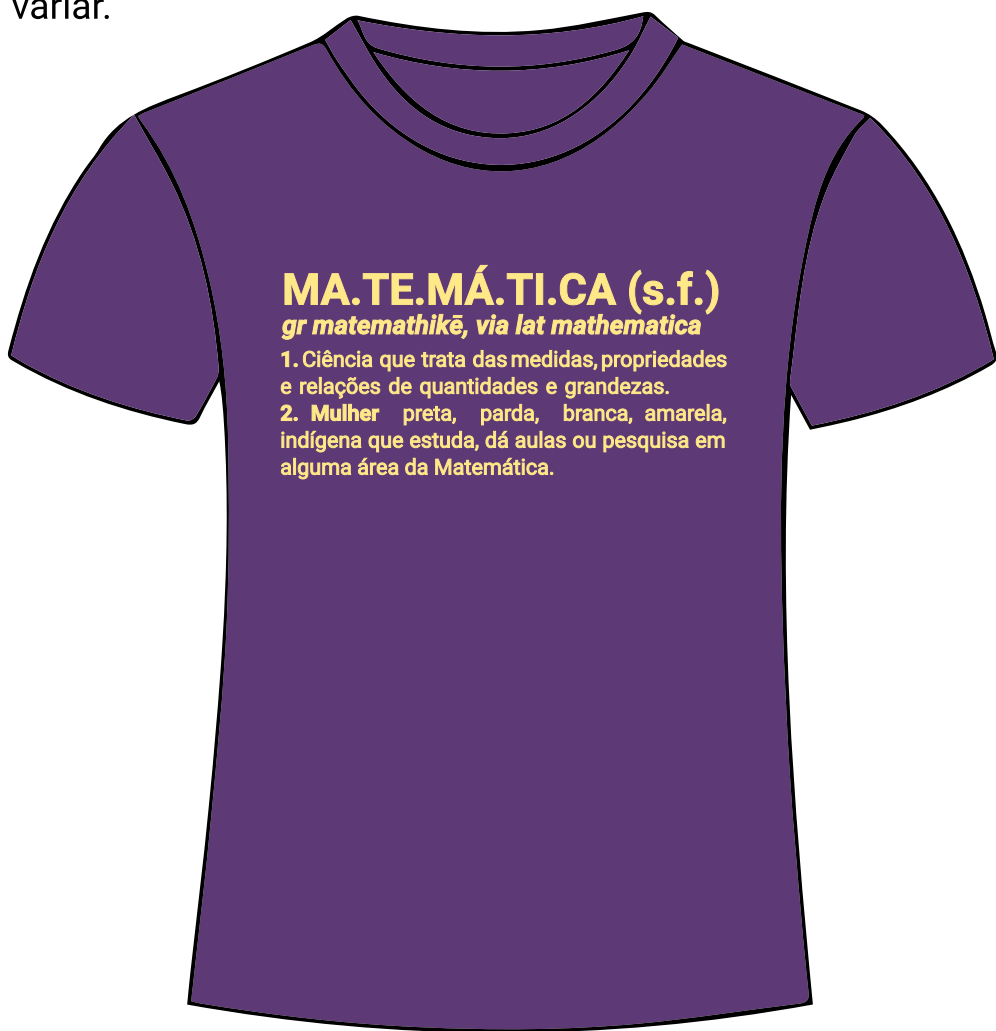 variar.
MA.TE.MÁ.TI.CA (s.f.)
gr matemathikē, via lat mathematica
1. Ciência que trata das medidas, propriedades
e relações de quantidades e grandezas.
2. Mulher preta, parda, branca, amarela,
indígena que estuda, dá aulas ou pesquisa em
alguma área da Matemática.